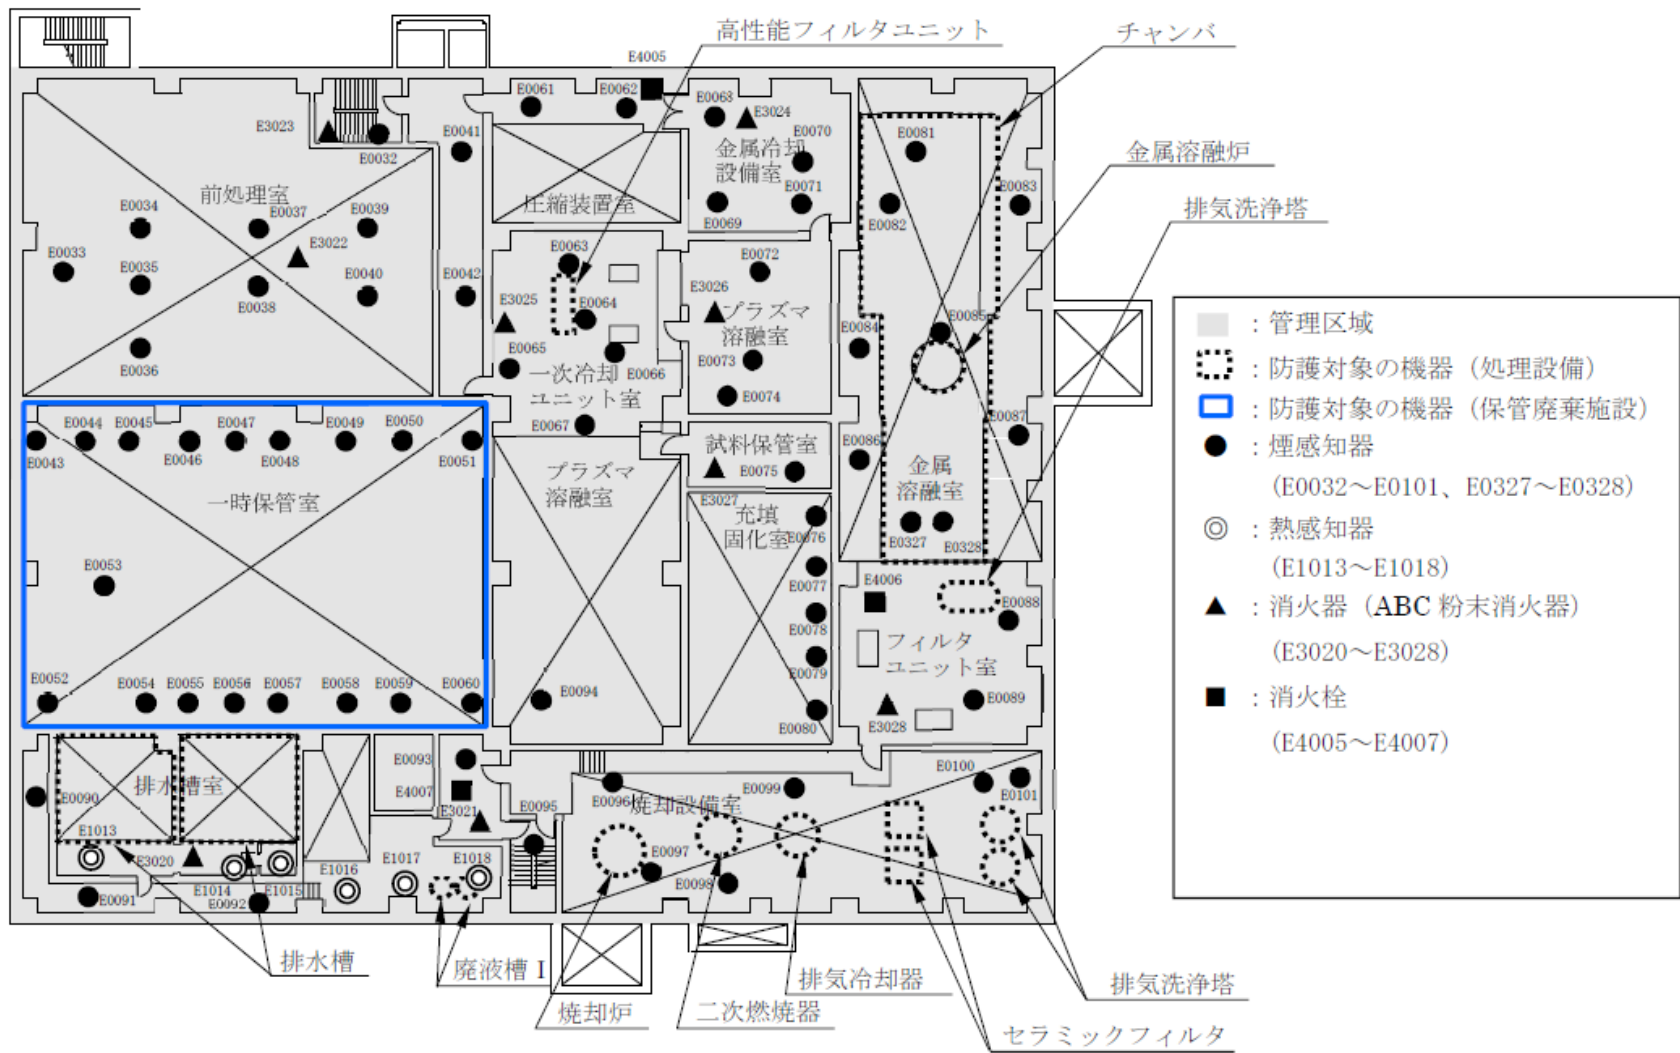 高性能フィルタユニット
チャンバ
E4005
E0061
E0062
E0068
E3024
E3023
E0032
E0041
E0070
E0081
金属冷却
設備室
金属溶融炉
前処理室
圧縮装置室
E0071
E0069
E0083
E0082
排気洗浄塔
E0034
E0037
E0039
E3022
E0033
E0035
E0038
E0040
E0042
E0036
E0063
E0072
E3025
E0064
E3026
プラズマ
溶融室
E0084
E0085
E0065
E0066
E0073
E0074
一次冷却
ユニット室
E0067
E0087
E0086
E0044
E0045
E0047
E0049
E0050
E0043
E0046
E0048
E0051
試料保管室
E0075
E3027
プラズマ
溶融室
金属
溶融室
一時保管室
充填
固化室
E0076
E0327
E0328
E0053
E0077
E4006
E0088
E0078
フィルタ
ユニット室
E0079
E0052
E0054
E0055
E0056
E0057
E0058
E0059
E0060
E0094
E0080
E3028
E0089
E0093
E4007
E3021
E0095
E0096
E0099
E0100
E0101
排水槽室
E0090
E1013
焼却設備室
E3020
E1014
E1015
E1016
E1017
E1018
E0097
E0098
E0091
E0092
排水槽
廃液槽 I
焼却炉
二次燃焼器
排気冷却器
排気洗浄塔
セラミックフィルタ
：管理区域
：防護対象の機器（処理設備）
：防護対象の機器（保管廃棄施設）
：煙感知器
（E0032～E0101、E0327～E0328）
：熱感知器
（E1013～E1018）
：消火器（ABC 粉末消火器）
（E3020～E3028）
：消火栓
（E4005～E4007）